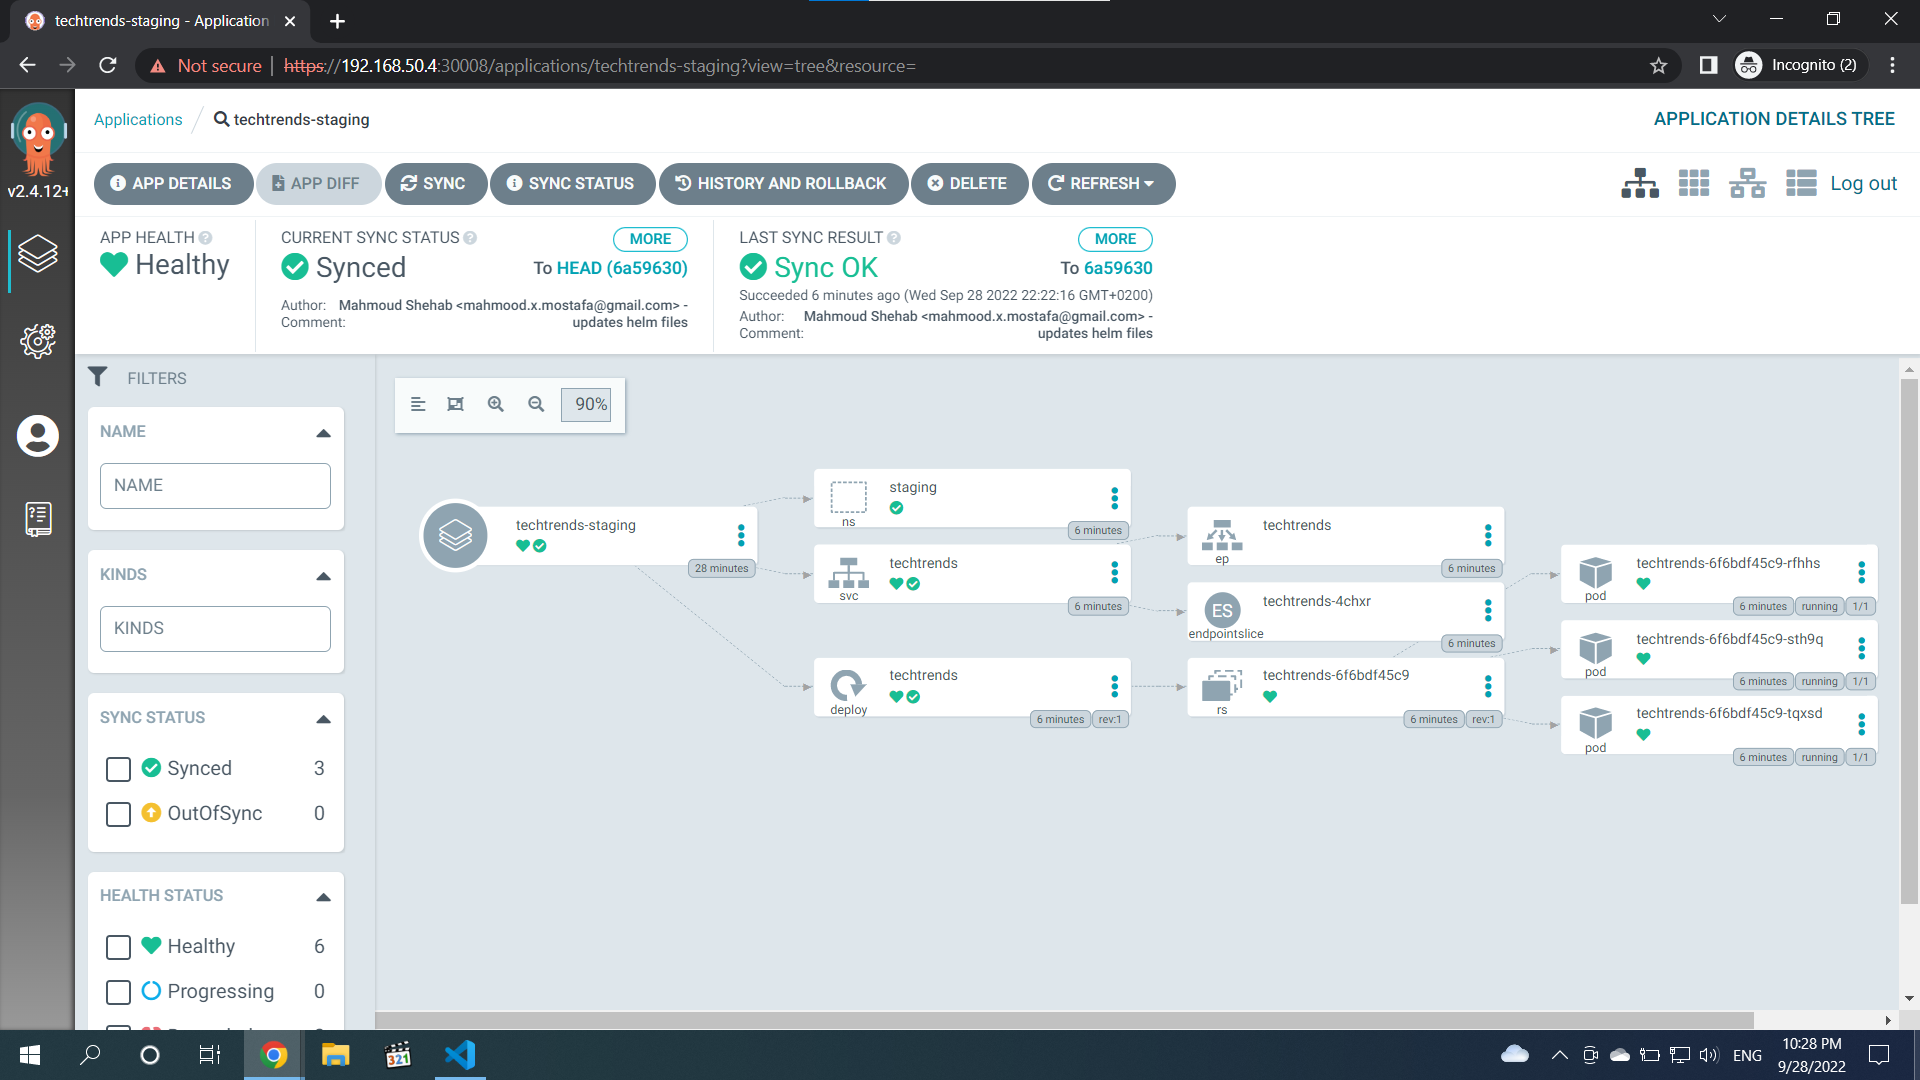 techtrends-staging - Application
Not secure https://192.168.50.4:30008/applications/techtrends-staging?view=tree&resource=
Incognito (2)
v2.4.12+
Applications techtrends-staging
APPLICATION DETAILS TREE
APP DETAILS APP DIFF SYNC SYNC STATUS HISTORY AND ROLLBACK DELETE REFRESH
Log out
APP HEALTH
Healthy
CURRENT SYNC STATUS MORE
Synced To HEAD (6a59630)
Author: Mahmoud Shehab <mahmood.x.mostafa@gmail.com> -
Comment: updates helm files
LAST SYNC RESULT MORE
Sync OK To 6a59630
Succeeded 6 minutes ago (Wed Sep 28 2022 22:22:16 GMT+0200)
Author: Mahmoud Shehab <mahmood.x.mostafa@gmail.com> -
Comment: updates helm files
FILTERS
NAME
NAME
KINDS
KINDS
SYNC STATUS
Synced 3
OutOfSync 0
HEALTH STATUS
Healthy 6
Progressing 0
90%
techtrends-staging
28 minutes
staging
ns
6 minutes
techtrends
svc
6 minutes
techtrends
deploy
6 minutes rev:1
techtrends
ep
6 minutes
ES
techtrends-4chxr
endpointslice
6 minutes
techtrends-6f6bdf45c9
rs
6 minutes rev:1
techtrends-6f6bdf45c9-rfhhs
pod
6 minutes running 1/1
techtrends-6f6bdf45c9-sth9q
pod
6 minutes running 1/1
techtrends-6f6bdf45c9-tqxsd
pod
6 minutes running 1/1
321
ENG
10:28 PM
9/28/2022